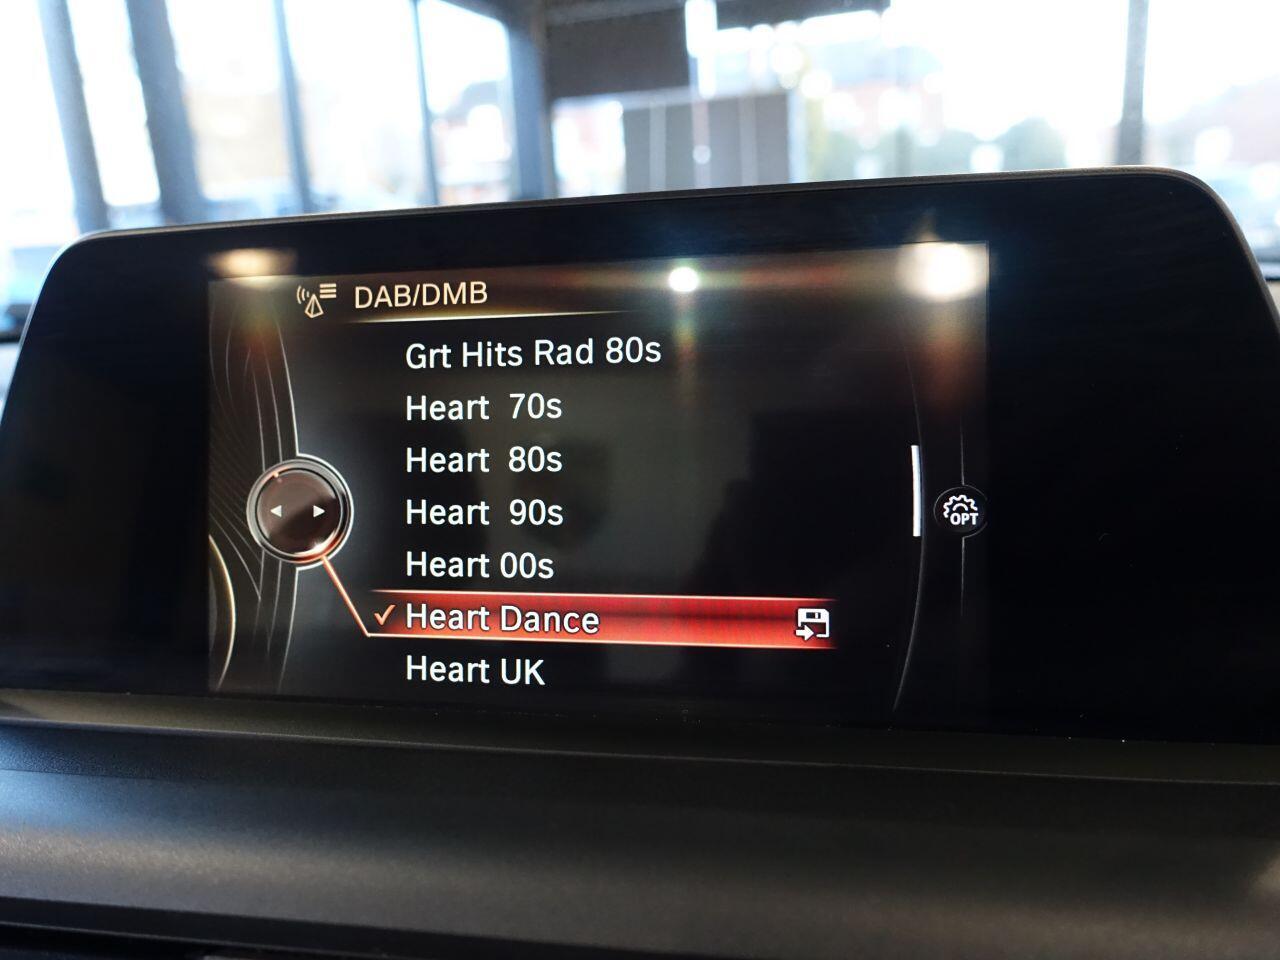 DAB/DMB
Grt Hits Rad 80s
Heart 70s
Heart 80s
Heart 90s
Heart 00s
Heart Dance
Heart UK
OPT